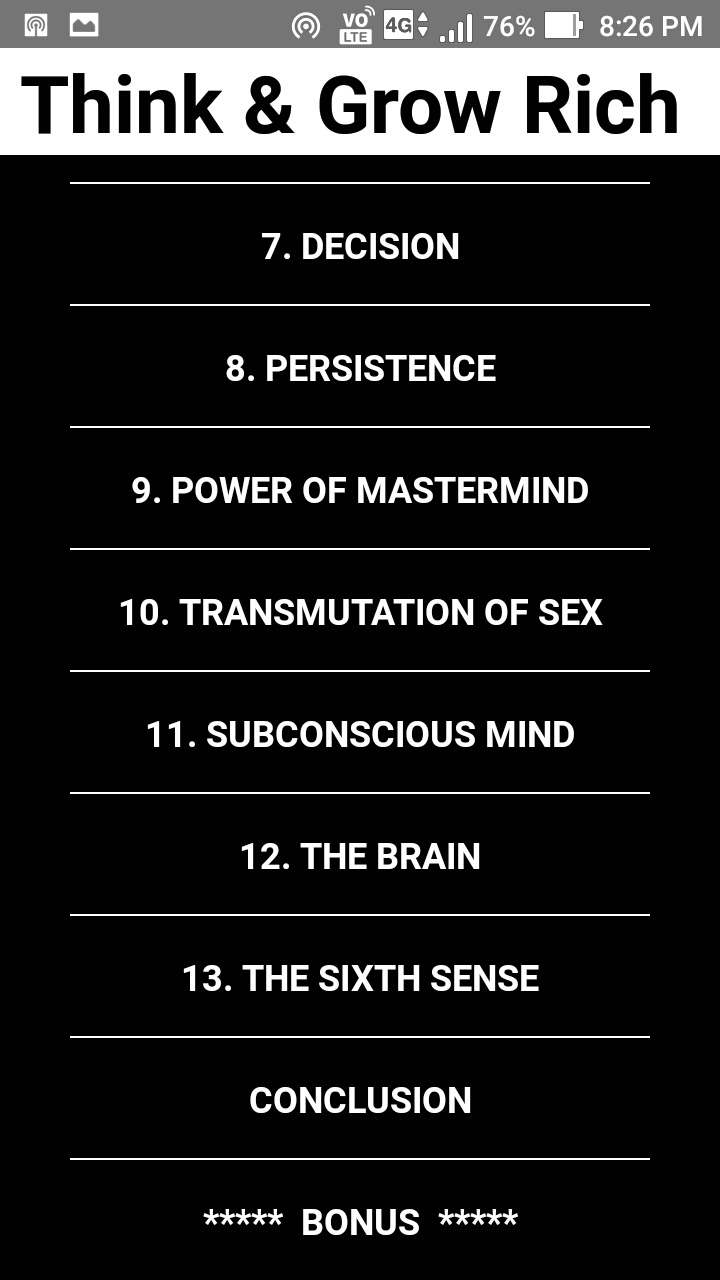 VO LTE 4G 76% 8:26 PM
Think & Grow Rich
7. DECISION
8. PERSISTENCE
9. POWER OF MASTERMIND
10. TRANSMUTATION OF SEX
11. SUBCONSCIOUS MIND
12. THE BRAIN
13. THE SIXTH SENSE
CONCLUSION
***** BONUS *****